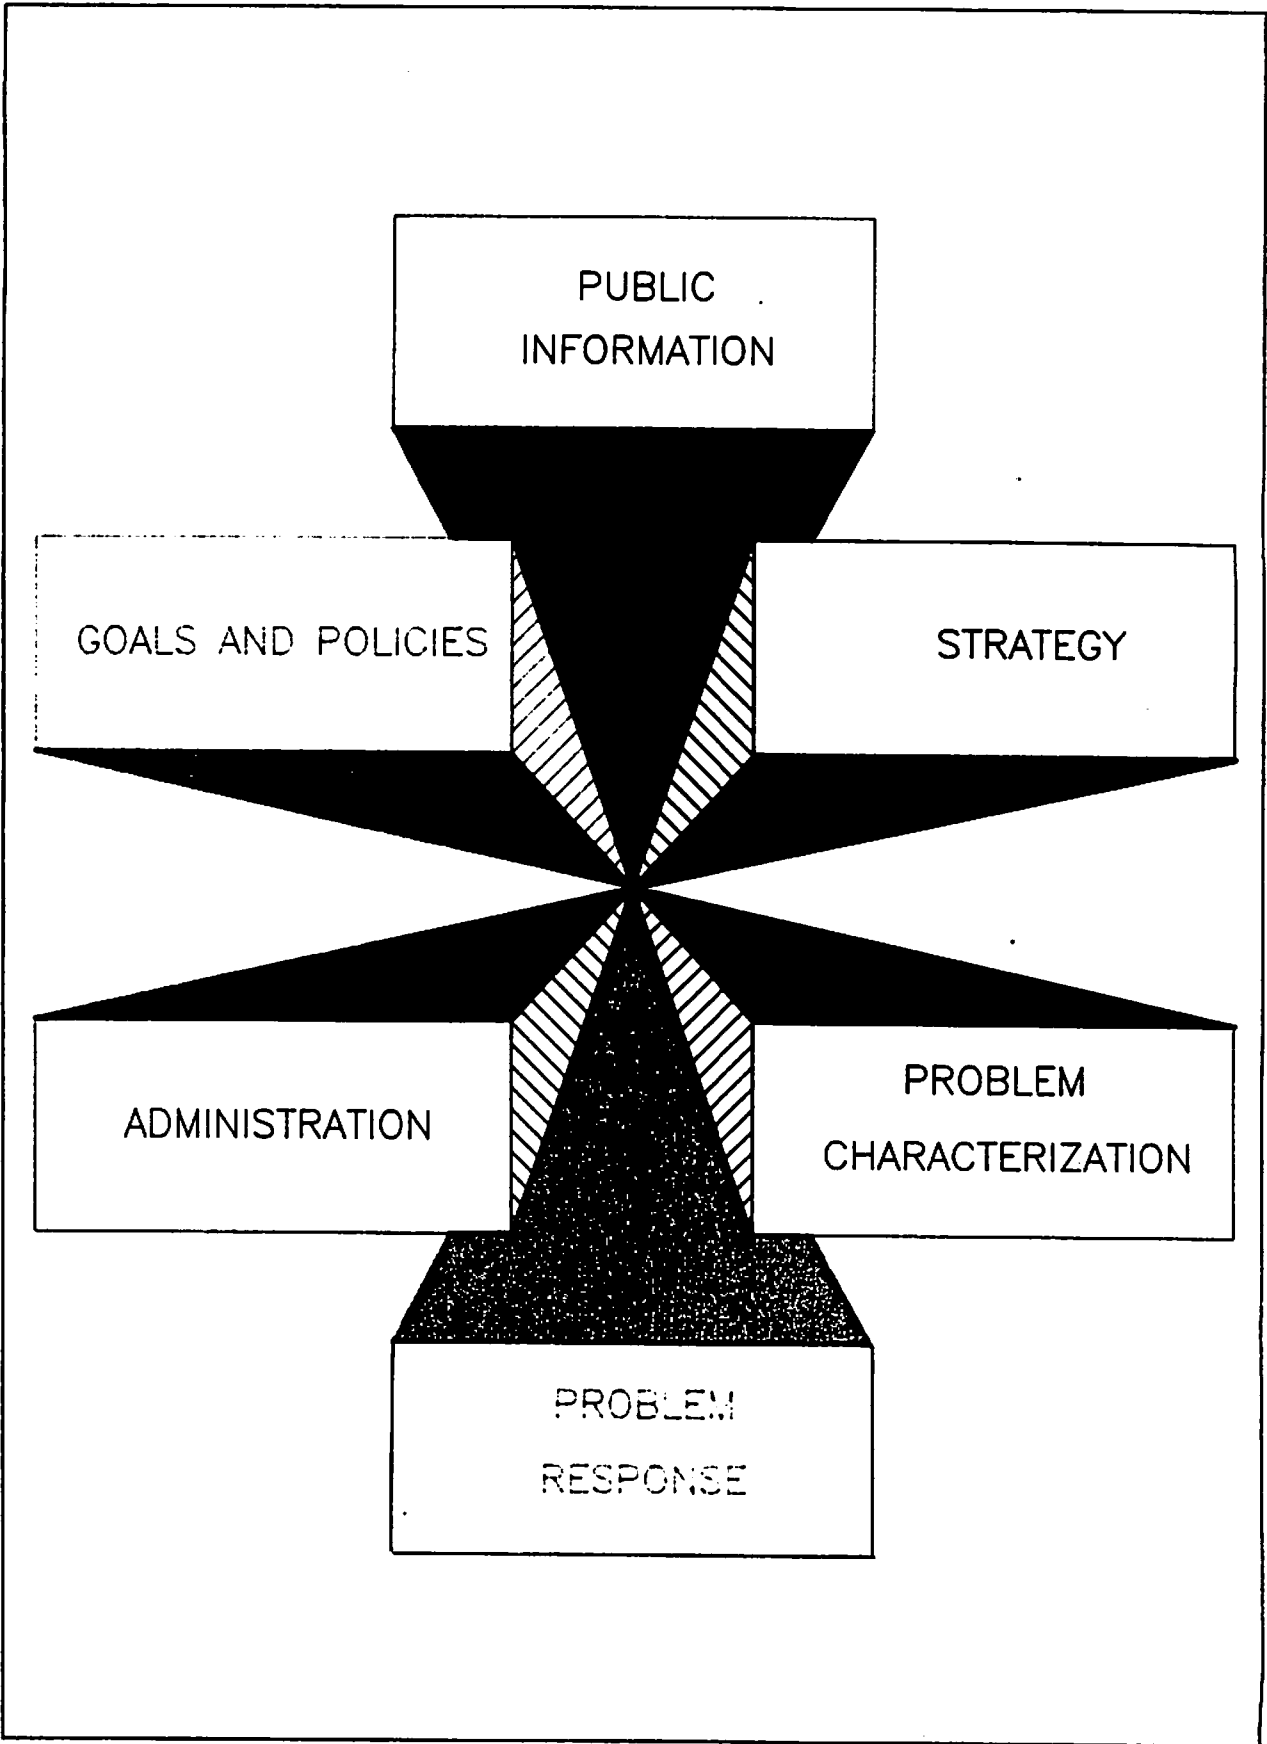 PUBLIC
INFORMATION
GOALS AND POLICIES
STRATEGY
ADMINISTRATION
PROBLEM
CHARACTERIZATION
PROBLEM
RESPONSE